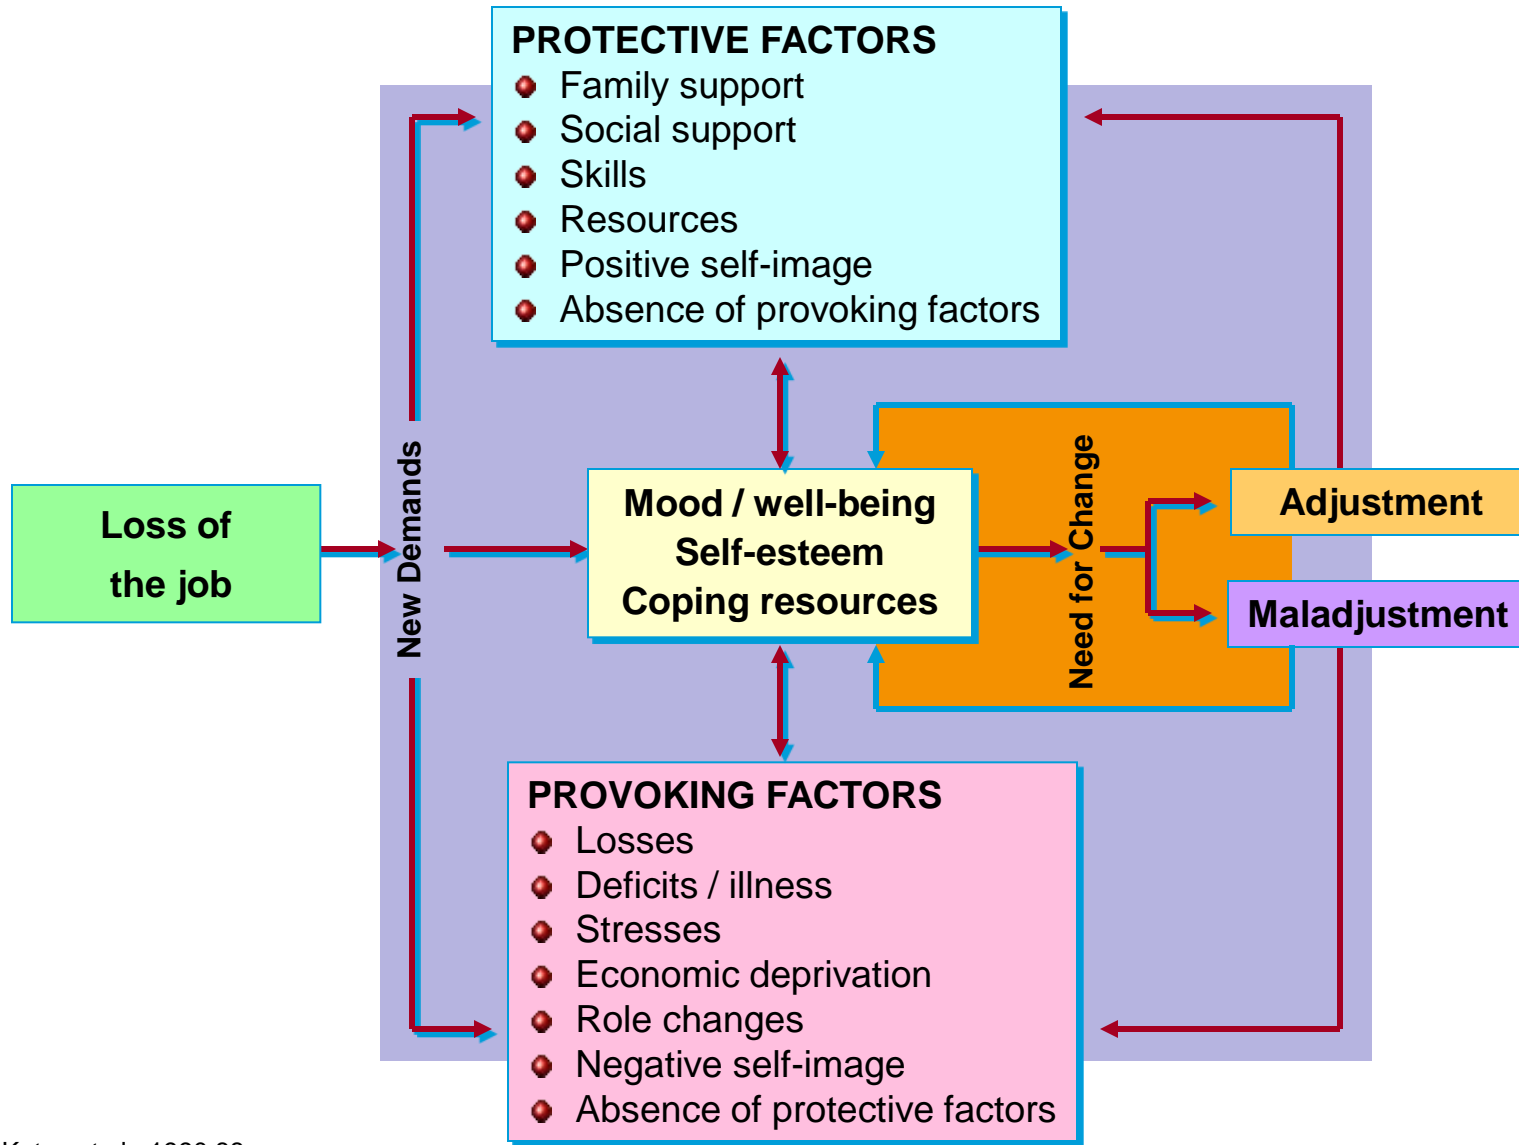 PROTECTIVE FACTORS
Family support
Social support
Skills
Resources
Positive self-image
Absence of provoking factors
Loss of
the job
New Demands
Mood / well-being
Self-esteem
Coping resources
Need for Change
Adjustment
Maladjustment
PROVOKING FACTORS
Losses
Deficits / illness
Stresses
Economic deprivation
Role changes
Negative self-image
Absence of protective factors